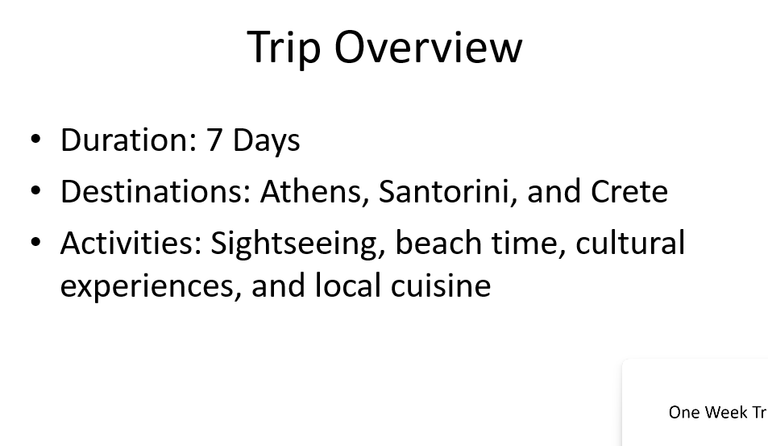 Trip Overview
• Duration: 7 Days
• Destinations: Athens, Santorini, and Crete
• Activities: Sightseeing, beach time, cultural
experiences, and local cuisine
One Week Tr